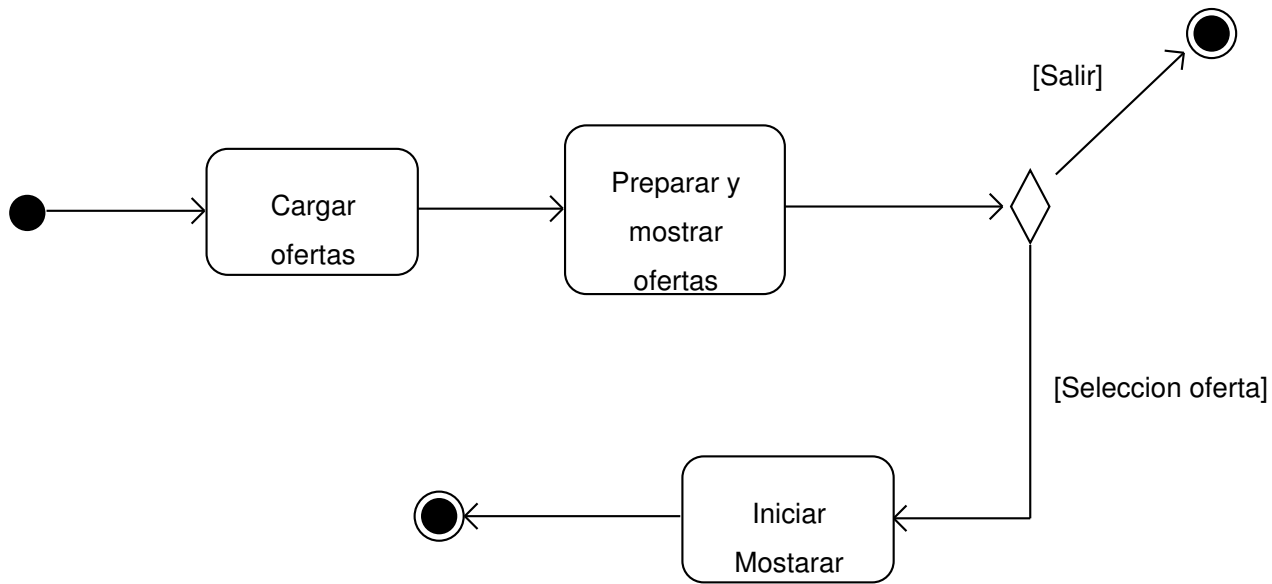 [Salir]
Cargar
ofertas
Preparar y
mostrar
ofertas
[Seleccion oferta]
Iniciar
Mostarar